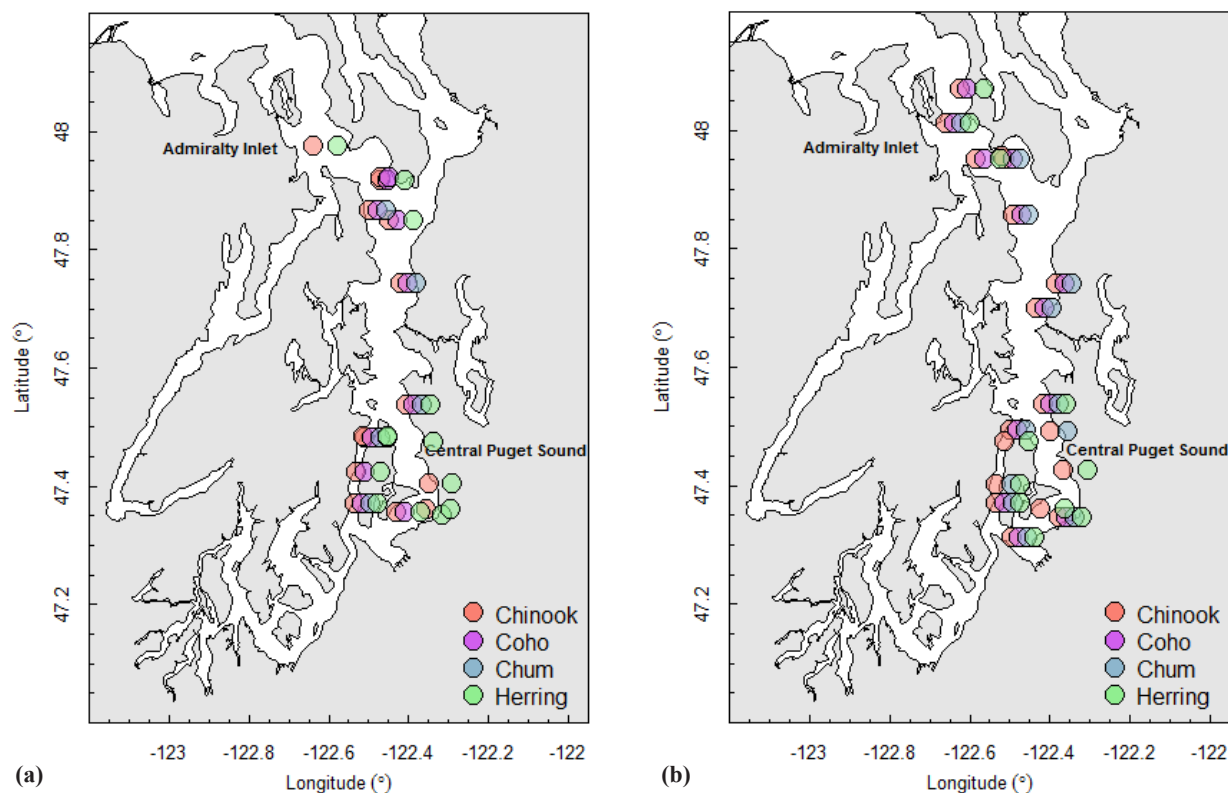 Admiralty Inlet
Central Puget Sound
Chinook
Coho
Chum
Herring
48
47.8
47.6
47.4
47.2
Latitude (°)
-123
-122.8
-122.6
-122.4
-122.2
-122
Longitude (°)
(a)
Admiralty Inlet
Central Puget Sound
Chinook
Coho
Chum
Herring
48
47.8
47.6
47.4
47.2
Latitude (°)
-123
-122.8
-122.6
-122.4
-122.2
-122
Longitude (°)
(b)